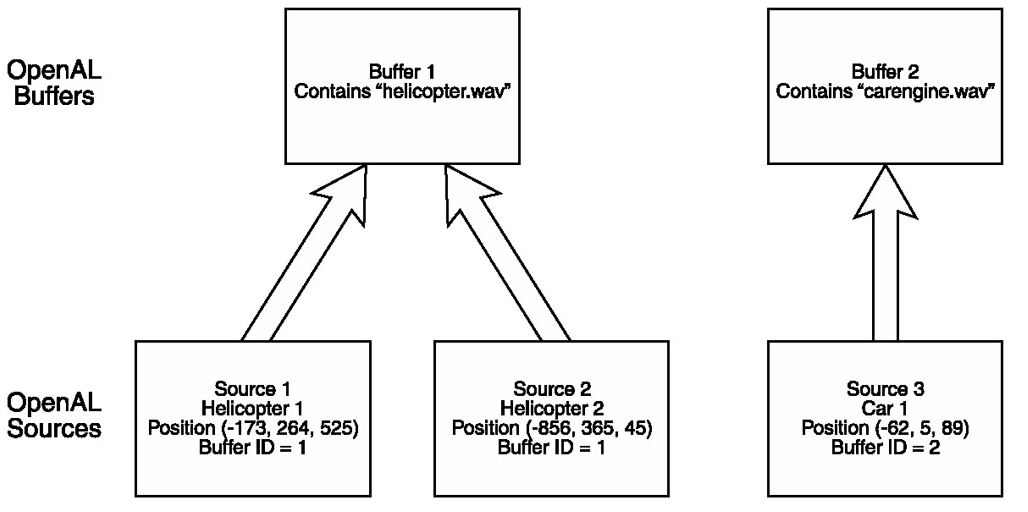 OpenAL
Buffers
Buffer 1
Contains “helicopter.wav”
Buffer 2
Contains “carengine.wav”
OpenAL
Sources
Source 1
Helicopter 1
Position (-173, 264, 525)
Buffer ID = 1
Source 2
Helicopter 2
Position (-856, 365, 45)
Buffer ID = 1
Source 3
Car 1
Position (-62, 5, 89)
Buffer ID = 2